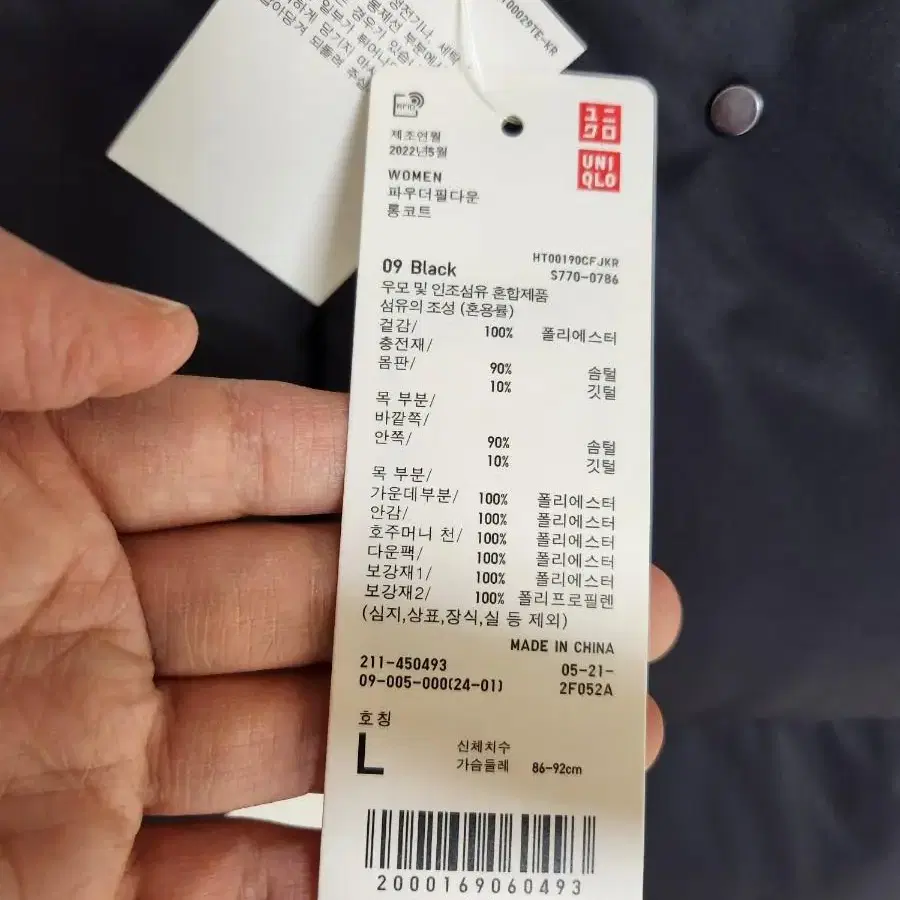 T00029TE-KR
RFID
제조연월
2022년5월
WOMEN
파우더필다운
롱코트
ユニ
クロ
UNI
QLO
HT00190CFJKR
09 Black
S770-0786
우모 및 인조섬유 혼합제품
섬유의 조성 (혼용률)
겉감/ 100% 폴리에스터
충전재/
몸판/ 90% 솜털
10% 깃털
목 부분/
바깥쪽/
안쪽/ 90% 솜털
10% 깃털
목 부분/
가운데부분/ 100% 폴리에스터
안감/ 100% 폴리에스터
호주머니 천/ 100% 폴리에스터
다운팩/ 100% 폴리에스터
보강재1/ 100% 폴리에스터
보강재2/ 100% 폴리프로필렌
(심지,상표,장식,실 등 제외)
MADE IN CHINA
211-450493 05-21-
09-005-000(24-01) 2F052A
호칭
L
신체치수
가슴둘레 86-92cm
2000169060493